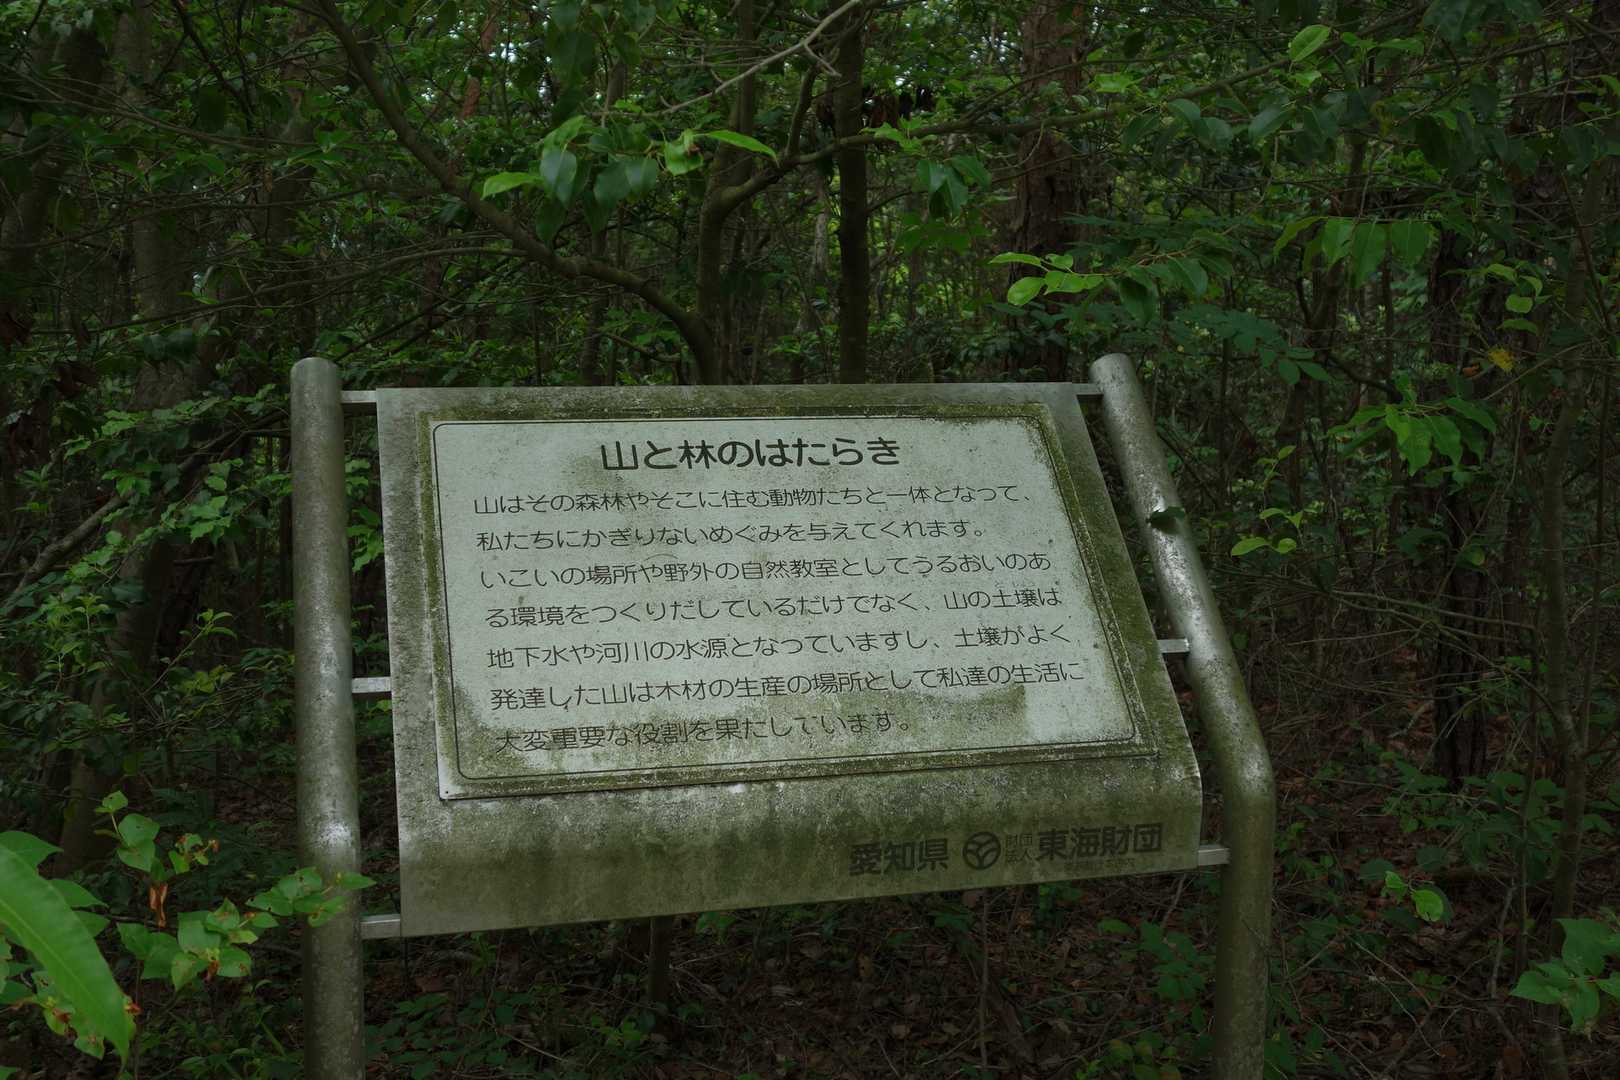 山と林のはたらき
山はその森林やそこに住む動物たちと一体となって、
私たちにかぎりないめぐみを与えてくれます。
いこいの場所や野外の自然教室としてうるおいのあ
る環境をつくりだしているだけでなく、山の土壌は
地下水や河川の水源となっていますし、土壌がよく
発達した山は木材の生産の場所として私達の生活に
大変重要な役割を果たしています。
愛知県 財団法人 東海財団